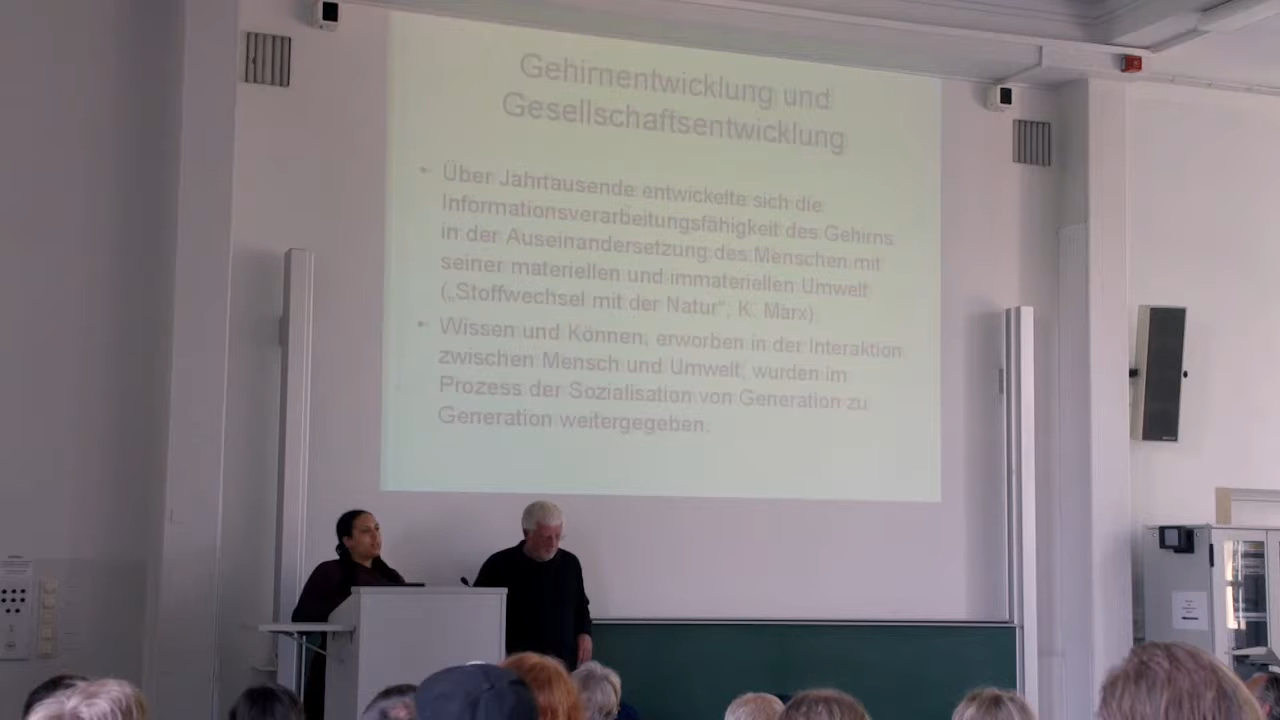 Gehirnentwicklung und
Gesellschaftsentwicklung
• Über Jahrtausende entwickelte sich die
Informationsverarbeitungsfähigkeit des Gehirns
in der Auseinandersetzung des Menschen mit
seiner materiellen und immateriellen Umwelt
(„Stoffwechsel mit der Natur“, K. Marx)
• Wissen und Können, erworben in der Interaktion
zwischen Mensch und Umwelt, wurden im
Prozess der Sozialisation von Generation zu
Generation weitergegeben.